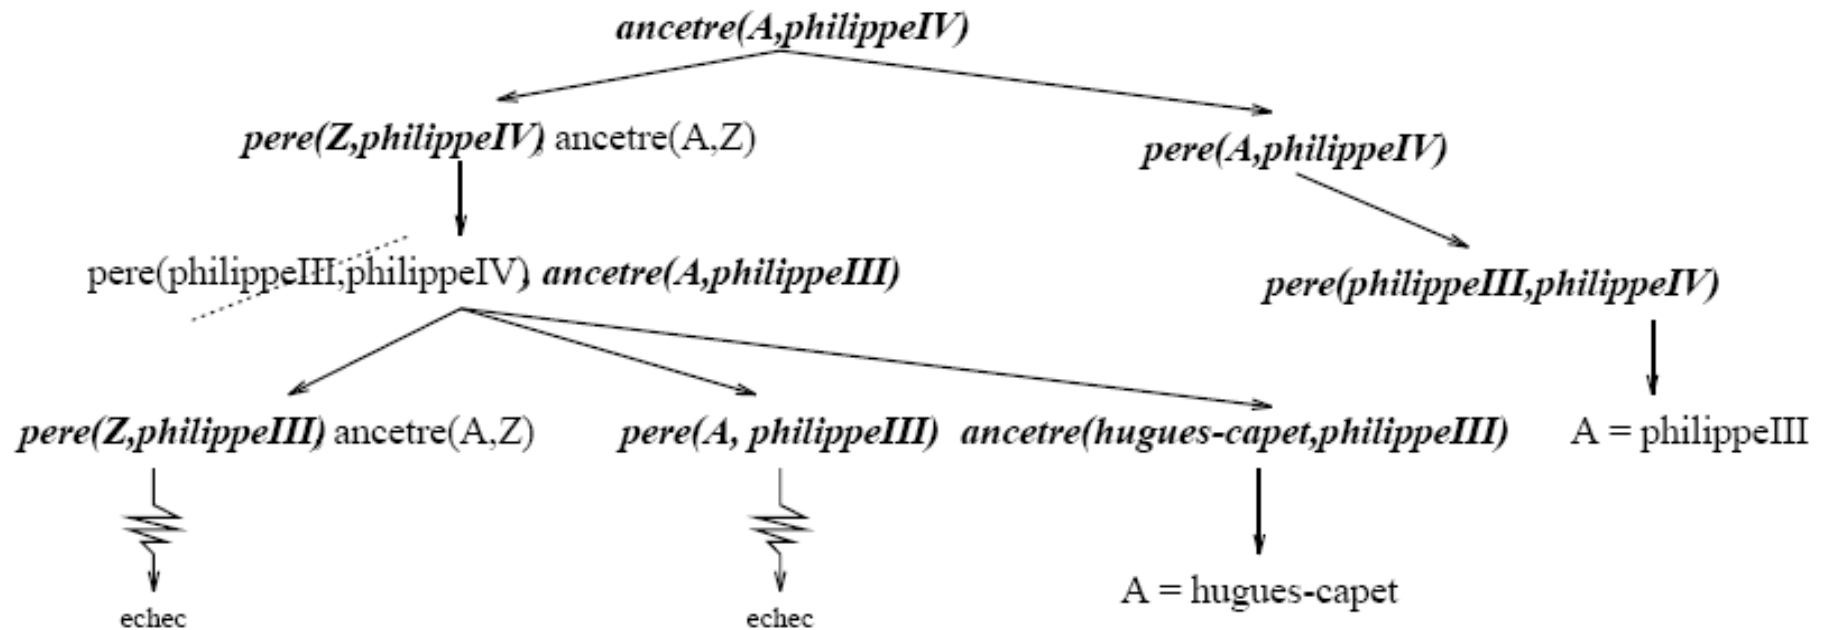 ancetre(A,philippeIV)
pere(Z,philippeIV), ancetre(A,Z)
pere(A,philippeIV)
pere(philippeIII,philippeIV), ancetre(A,philippeIII)
pere(philippeIII,philippeIV)
pere(Z,philippeIII), ancetre(A,Z)
pere(A, philippeIII)
ancetre(hugues-capet,philippeIII)
A = philippeIII
A = hugues-capet
echec
echec